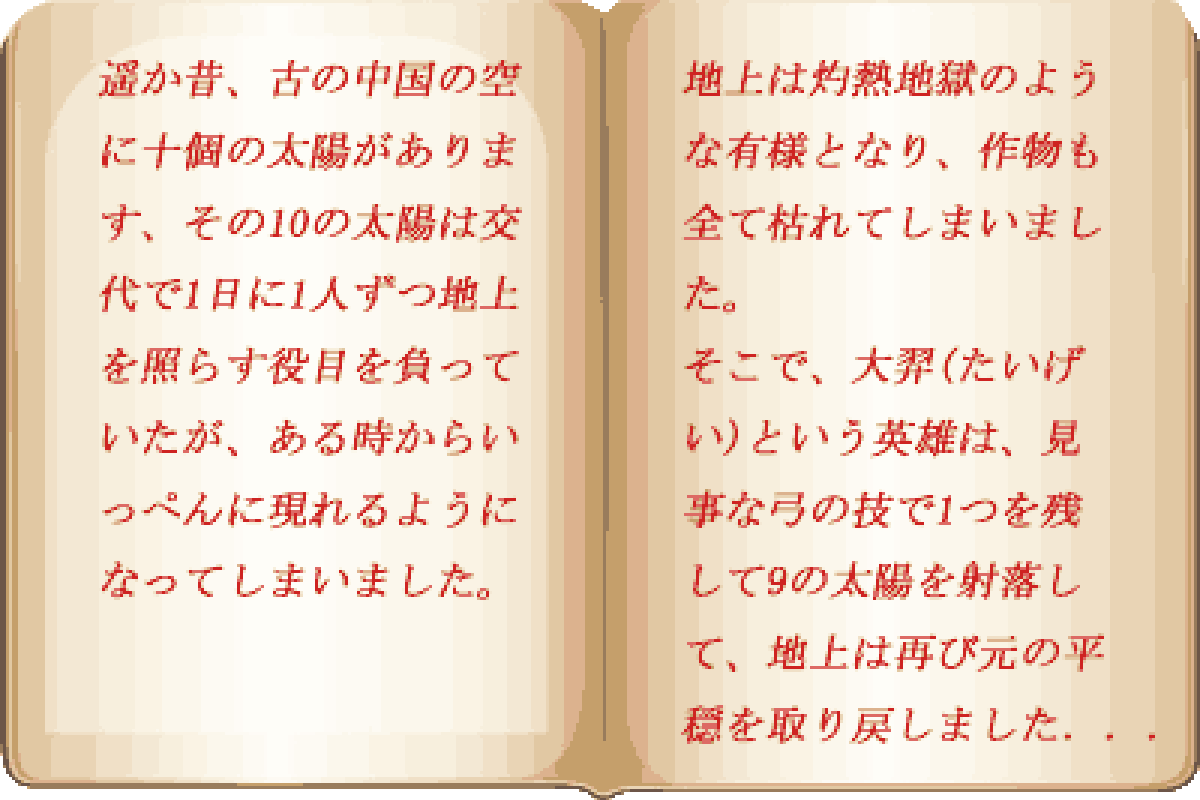 遥か昔、古の中国の空
に十個の太陽がありま
す、その10の太陽は交
代で1日に1人ずつ地上
を照らす役目を負って
いたが、ある時からい
っぺんに現れるように
なってしまいました。
地上は灼熱地獄のよう
な有様となり、作物も
全て枯れてしまいまし
た。
そこで、大羿(たいげ
い)という英雄は、見
事な弓の技で1つを残
して9の太陽を射落し
て、地上は再び元の平
穏を取り戻しました. . .